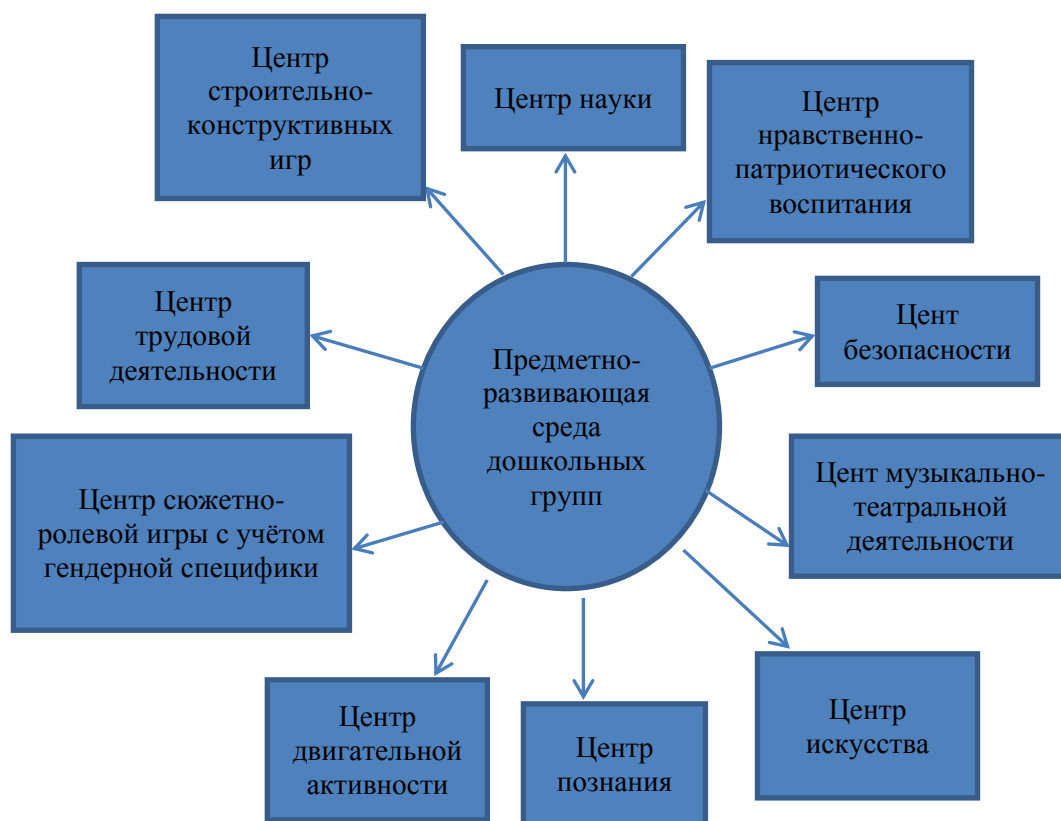 Центр
строительно-
конструктивных
игр
Центр науки
Центр
нравственно-
патриотического
воспитания
Центр
трудовой
деятельности
Предметно-
развивающая
среда
дошкольных
групп
Цент
безопасности
Центр сюжетно-
ролевой игры с учётом
гендерной специфики
Цент музыкально-
театральной
деятельности
Центр
двигательной
активности
Центр
познания
Центр
искусства